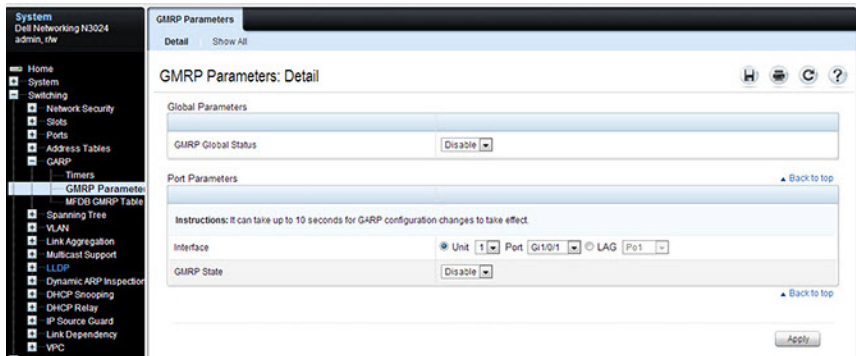 System
Dell Networking N3024
admin, r/w
Home
System
Switching
Network Security
Slots
Ports
Address Tables
GARP
Timers
GMRP Paramete
MFDB GMRP Table
Spanning Tree
VLAN
Link Aggregation
Multicast Support
LLDP
Dynamic ARP Inspection
DHCP Snooping
DHCP Relay
IP Source Guard
Link Dependency
VPC
GMRP Parameters
Detail Show All
GMRP Parameters: Detail
Global Parameters
GMRP Global Status Disable
Port Parameters Back to top
Instructions: It can take up to 10 seconds for GARP configuration changes to take effect.
Interface Unit 1 Port Gi1/0/1 LAG Po1
GMRP State Disable
Back to top
Apply